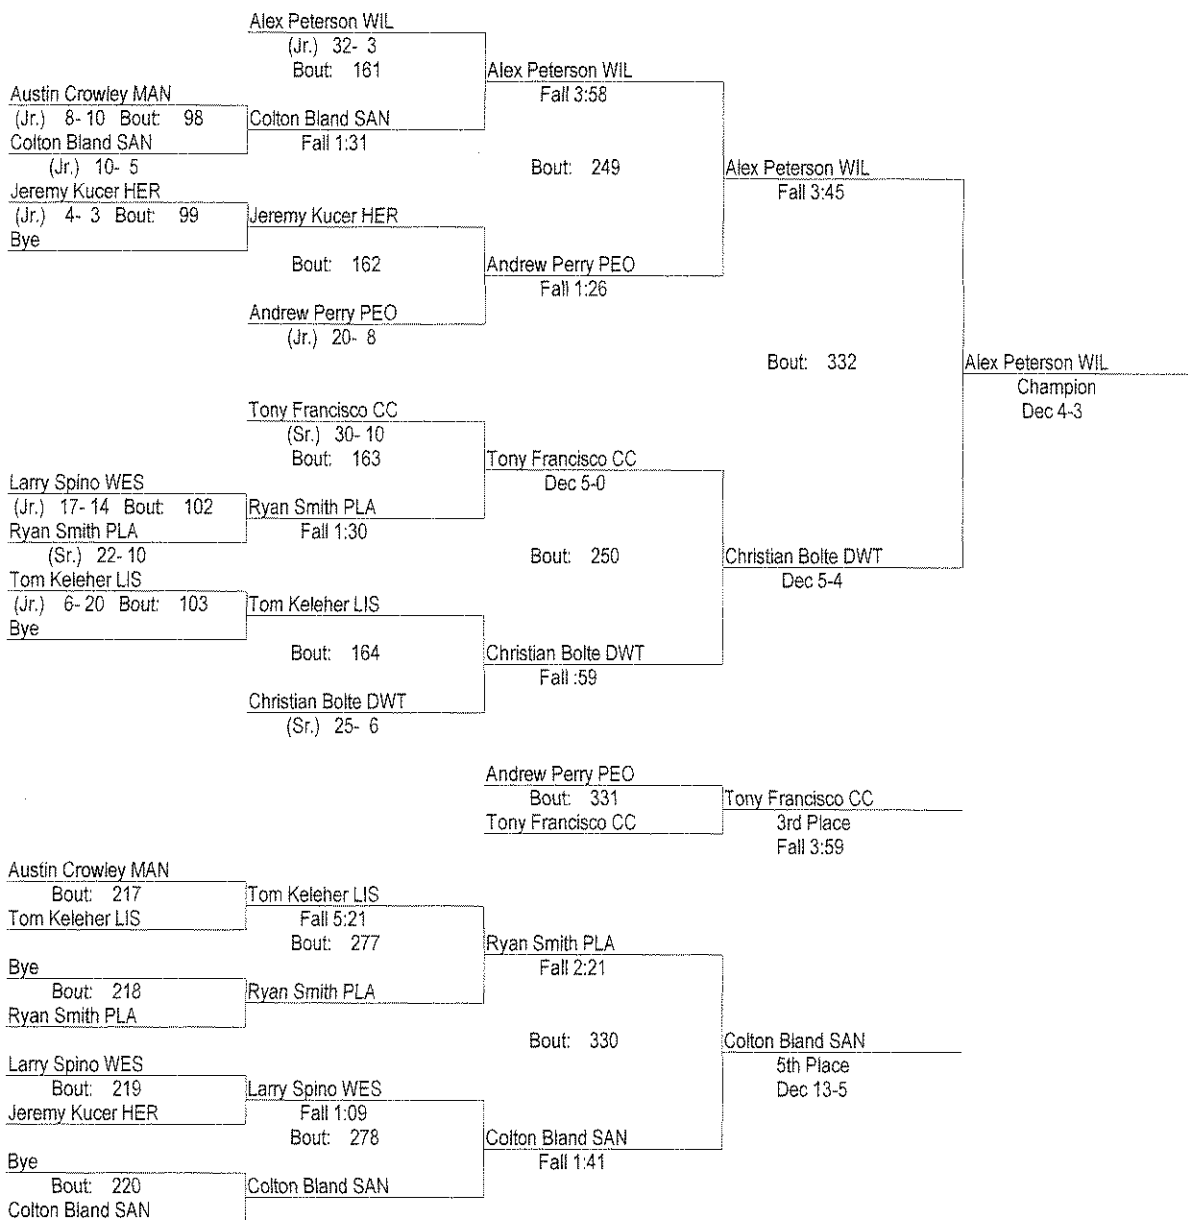 Alex Peterson WIL
(Jr.) 32- 3
Bout: 161
Alex Peterson WIL
Fall 3:58
Austin Crowley MAN
(Jr.) 8- 10 Bout: 98
Colton Bland SAN
Fall 1:31
Colton Bland SAN
(Jr.) 10- 5
Bout: 249
Alex Peterson WIL
Fall 3:45
Jeremy Kucer HER
(Jr.) 4- 3 Bout: 99
Jeremy Kucer HER
Bye
Bout: 162
Andrew Perry PEO
Fall 1:26
Andrew Perry PEO
(Jr.) 20- 8
Bout: 332
Alex Peterson WIL
Champion
Dec 4-3
Tony Francisco CC
(Sr.) 30- 10
Bout: 163
Tony Francisco CC
Dec 5-0
Larry Spino WES
(Jr.) 17- 14 Bout: 102
Ryan Smith PLA
Fall 1:30
Ryan Smith PLA
(Sr.) 22- 10
Bout: 250
Christian Bolte DWT
Dec 5-4
Tom Keleher LIS
(Jr.) 6- 20 Bout: 103
Tom Keleher LIS
Bye
Bout: 164
Christian Bolte DWT
Fall :59
Christian Bolte DWT
(Sr.) 25- 6
Andrew Perry PEO
Bout: 331
Tony Francisco CC
Tony Francisco CC
3rd Place
Fall 3:59
Austin Crowley MAN
Bout: 217
Tom Keleher LIS
Tom Keleher LIS
Fall 5:21
Bout: 277
Ryan Smith PLA
Fall 2:21
Bye
Bout: 218
Ryan Smith PLA
Ryan Smith PLA
Bout: 330
Colton Bland SAN
5th Place
Dec 13-5
Larry Spino WES
Bout: 219
Larry Spino WES
Jeremy Kucer HER
Fall 1:09
Bout: 278
Colton Bland SAN
Fall 1:41
Bye
Bout: 220
Colton Bland SAN
Colton Bland SAN